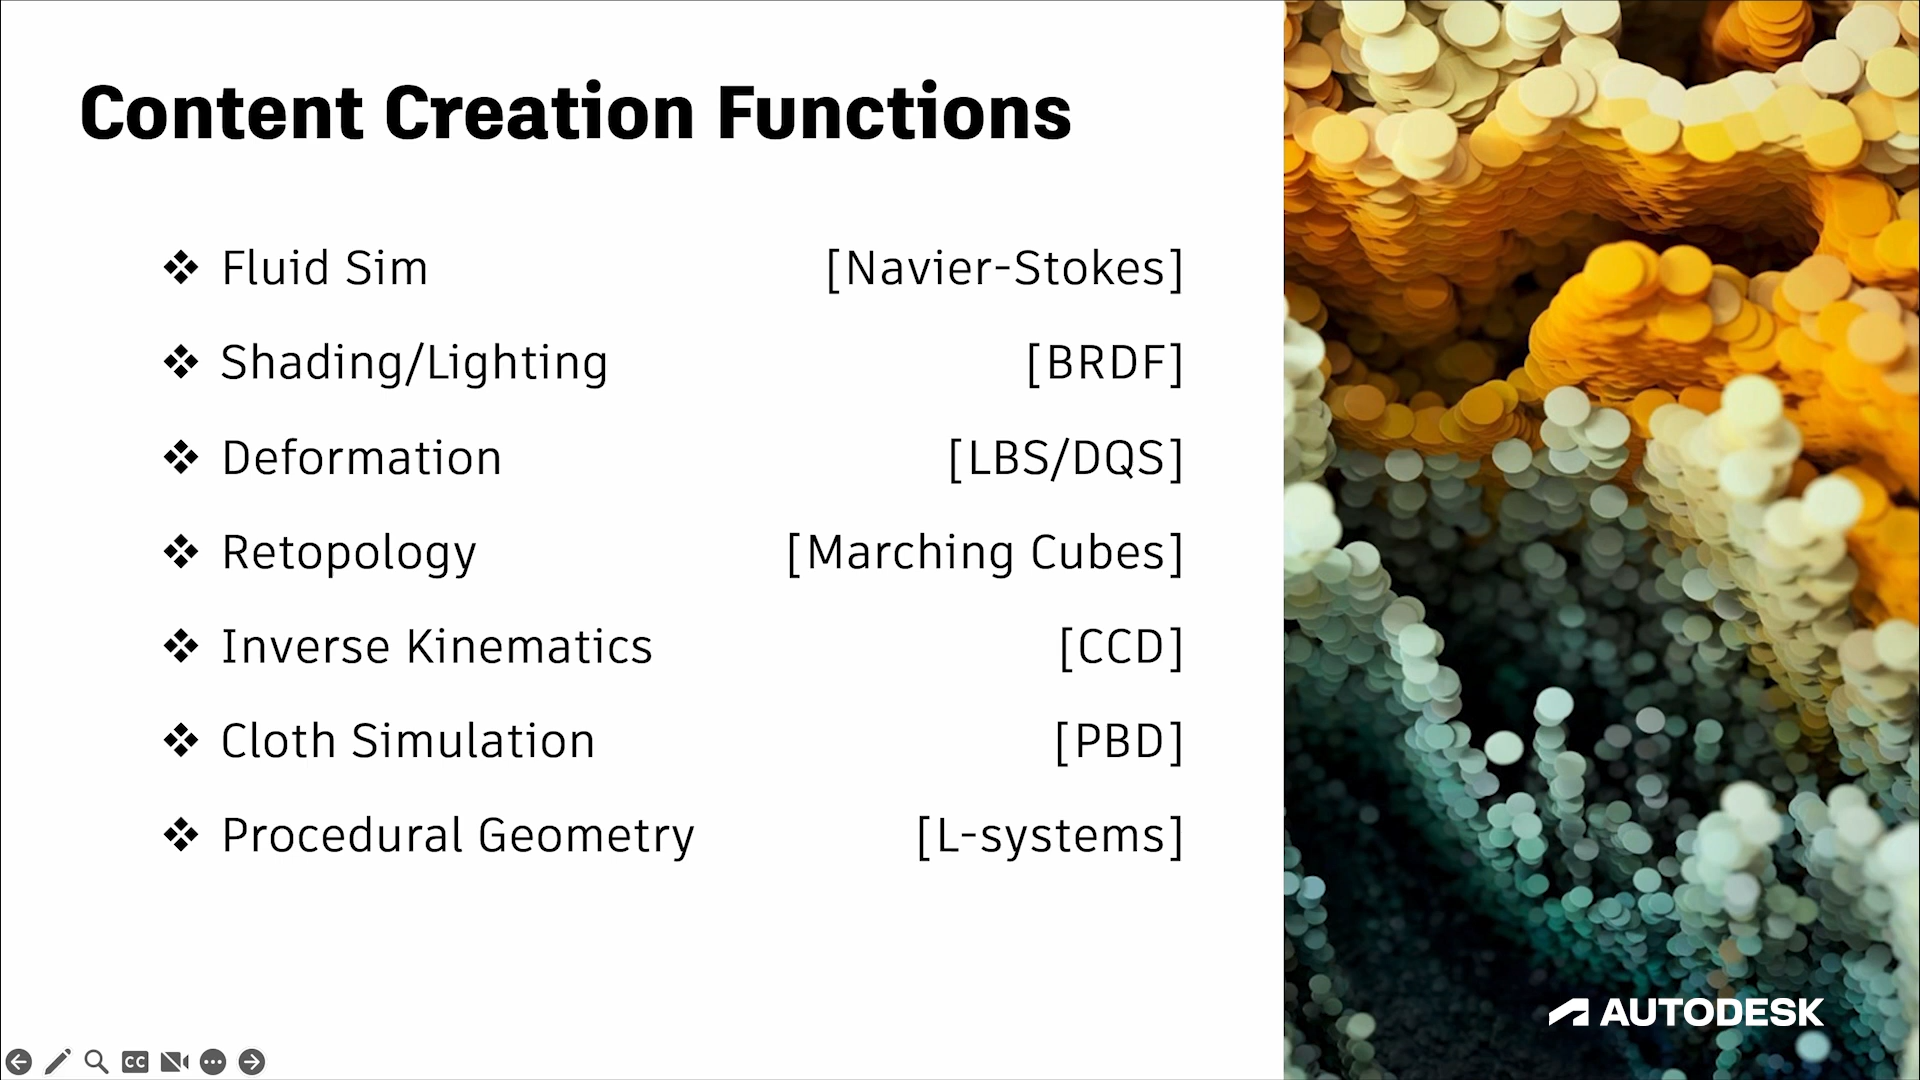 Content Creation Functions
Fluid Sim [Navier-Stokes]
Shading/Lighting [BRDF]
Deformation [LBS/DQS]
Retopology [Marching Cubes]
Inverse Kinematics [CCD]
Cloth Simulation [PBD]
Procedural Geometry [L-systems]
AUTODESK
CC